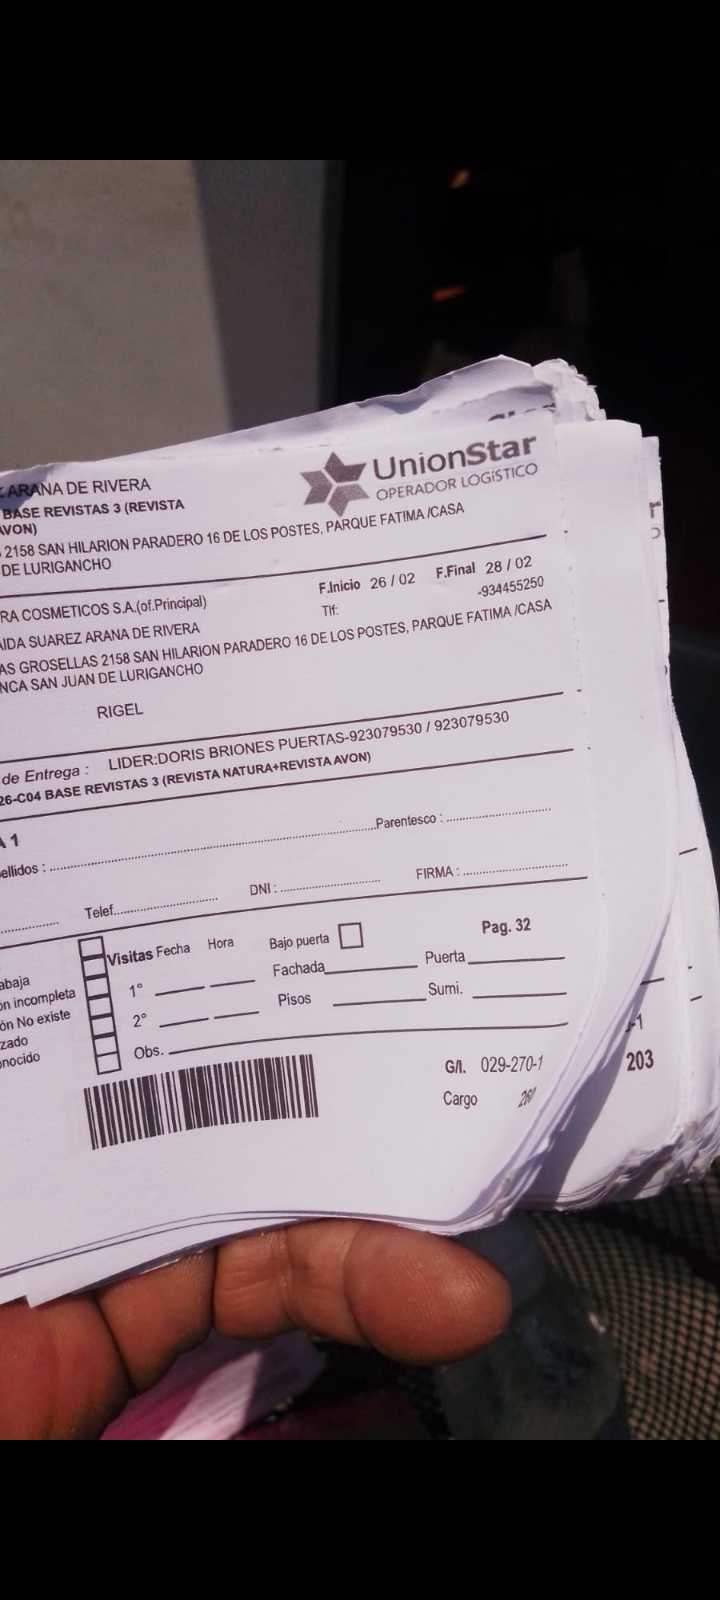 ARANA DE RIVERA
UnionStar
OPERADOR LOGÍSTICO
BASE REVISTAS 3 (REVISTA
AVON)
2158 SAN HILARION PARADERO 16 DE LOS POSTES, PARQUE FATIMA /CASA
DE LURIGANCHO
RA COSMETICOS S.A.(of.Principal)
F.Inicio 26 / 02 F.Final 28 / 02
Tlf: -934455250
AIDA SUAREZ ARANA DE RIVERA
AS GROSELLAS 2158 SAN HILARION PARADERO 16 DE LOS POSTES, PARQUE FATIMA /CASA
NCA SAN JUAN DE LURIGANCHO
RIGEL
de Entrega : LIDER:DORIS BRIONES PUERTAS-923079530 / 923079530
26-C04 BASE REVISTAS 3 (REVISTA NATURA+REVISTA AVON)
A 1
ellidos : Parentesco :
Telef. DNI : FIRMA :
Visitas Fecha Hora Bajo puerta Pag. 32
abaja
ón incompleta
ón No existe
zado
nocido
1° Fachada Puerta
2° Pisos Sumi.
Obs.
G/I. 029-270-1
Cargo 260
-1
203